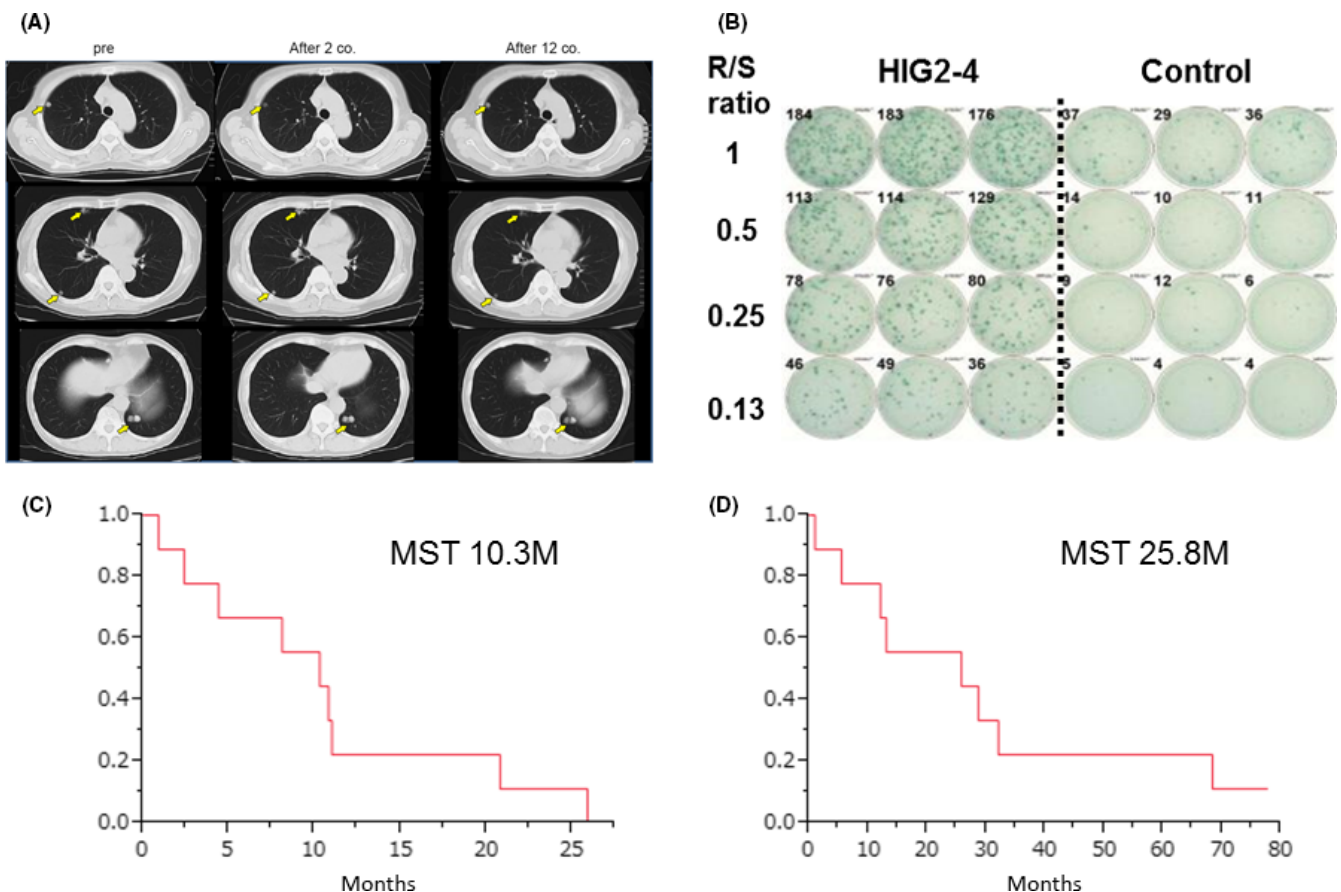 (A)
pre After 2 co. After 12 co.
(B)
R/S ratio HIG2-4 Control
1 184 183 176 37 29 36
0.5 113 114 129 14 10 11
0.25 78 76 80 9 12 6
0.13 46 49 36 5 4 4
(C)
MST 10.3M
1.0
0.8
0.6
0.4
0.2
0.0
0 5 10 15 20 25
Months
(D)
MST 25.8M
1.0
0.8
0.6
0.4
0.2
0.0
0 10 20 30 40 50 60 70 80
Months